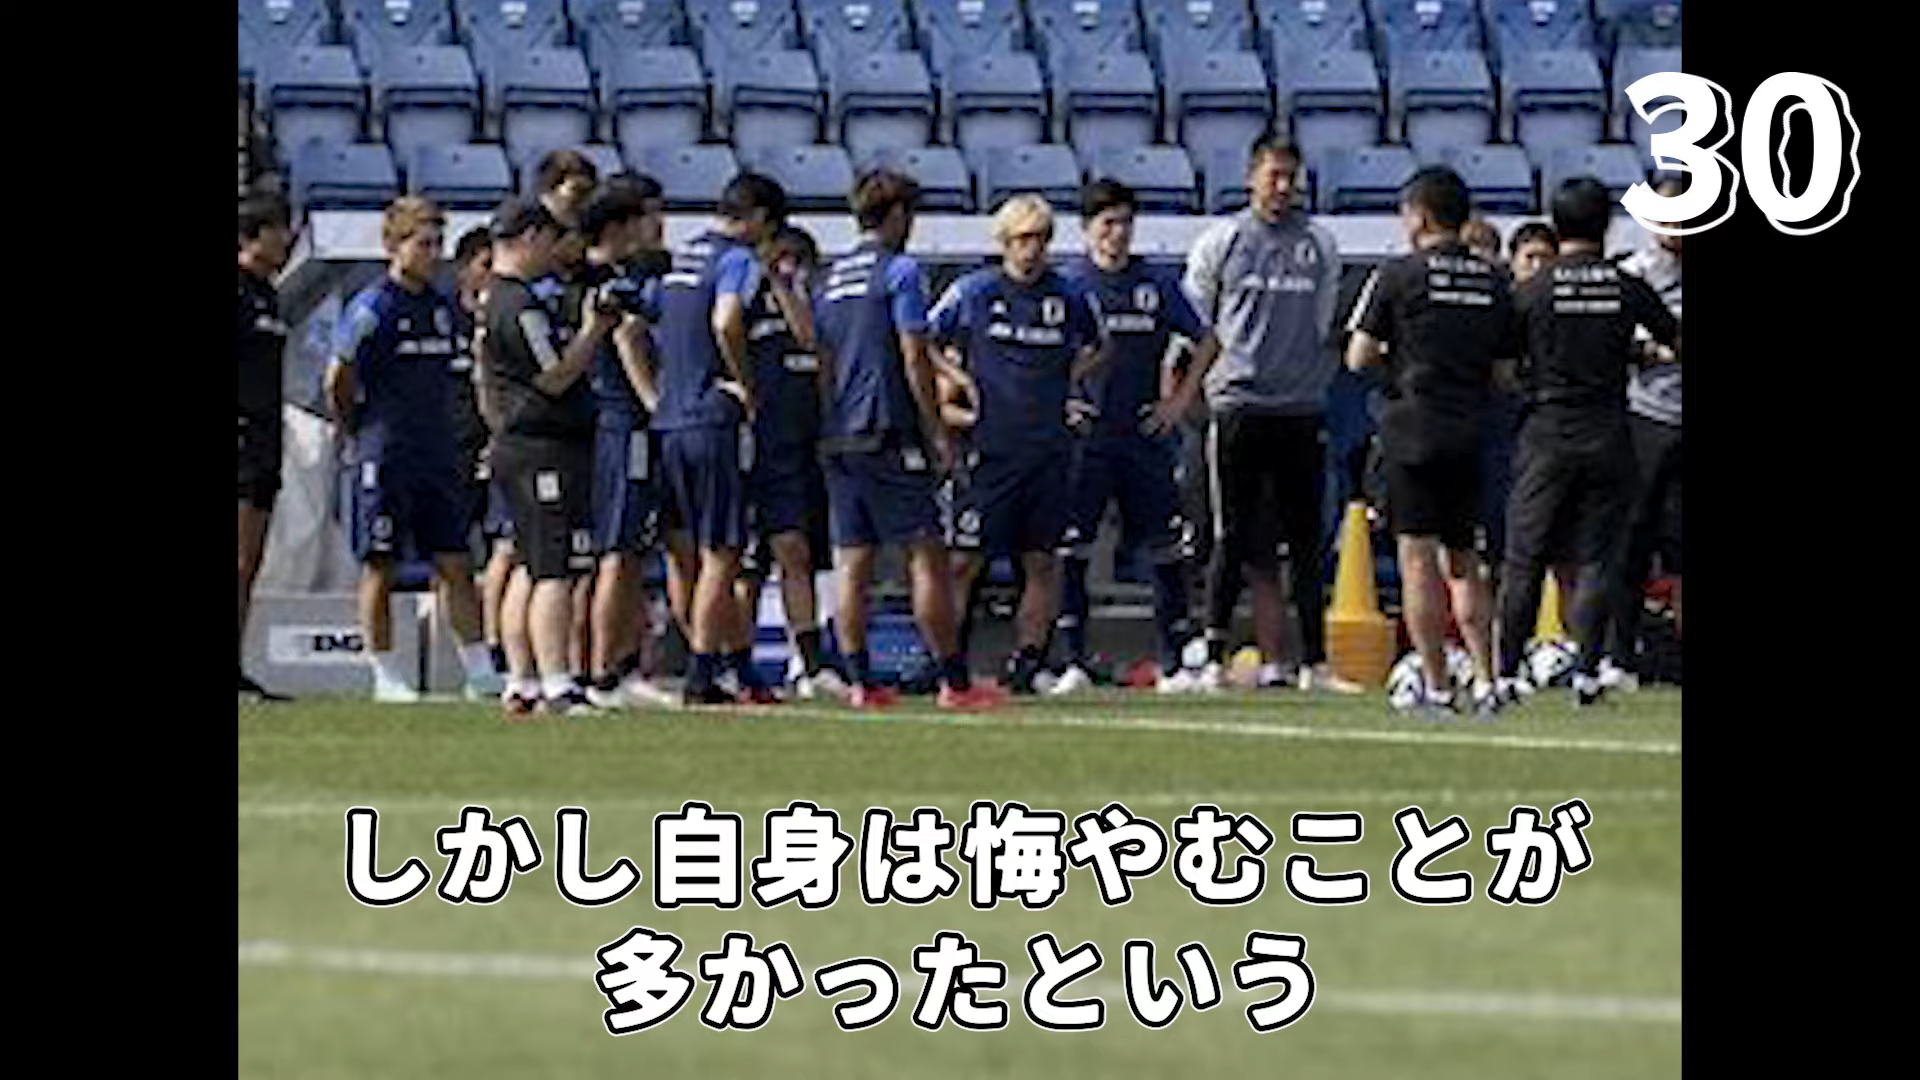 30
しかし自身は悔やむことが
多かったという